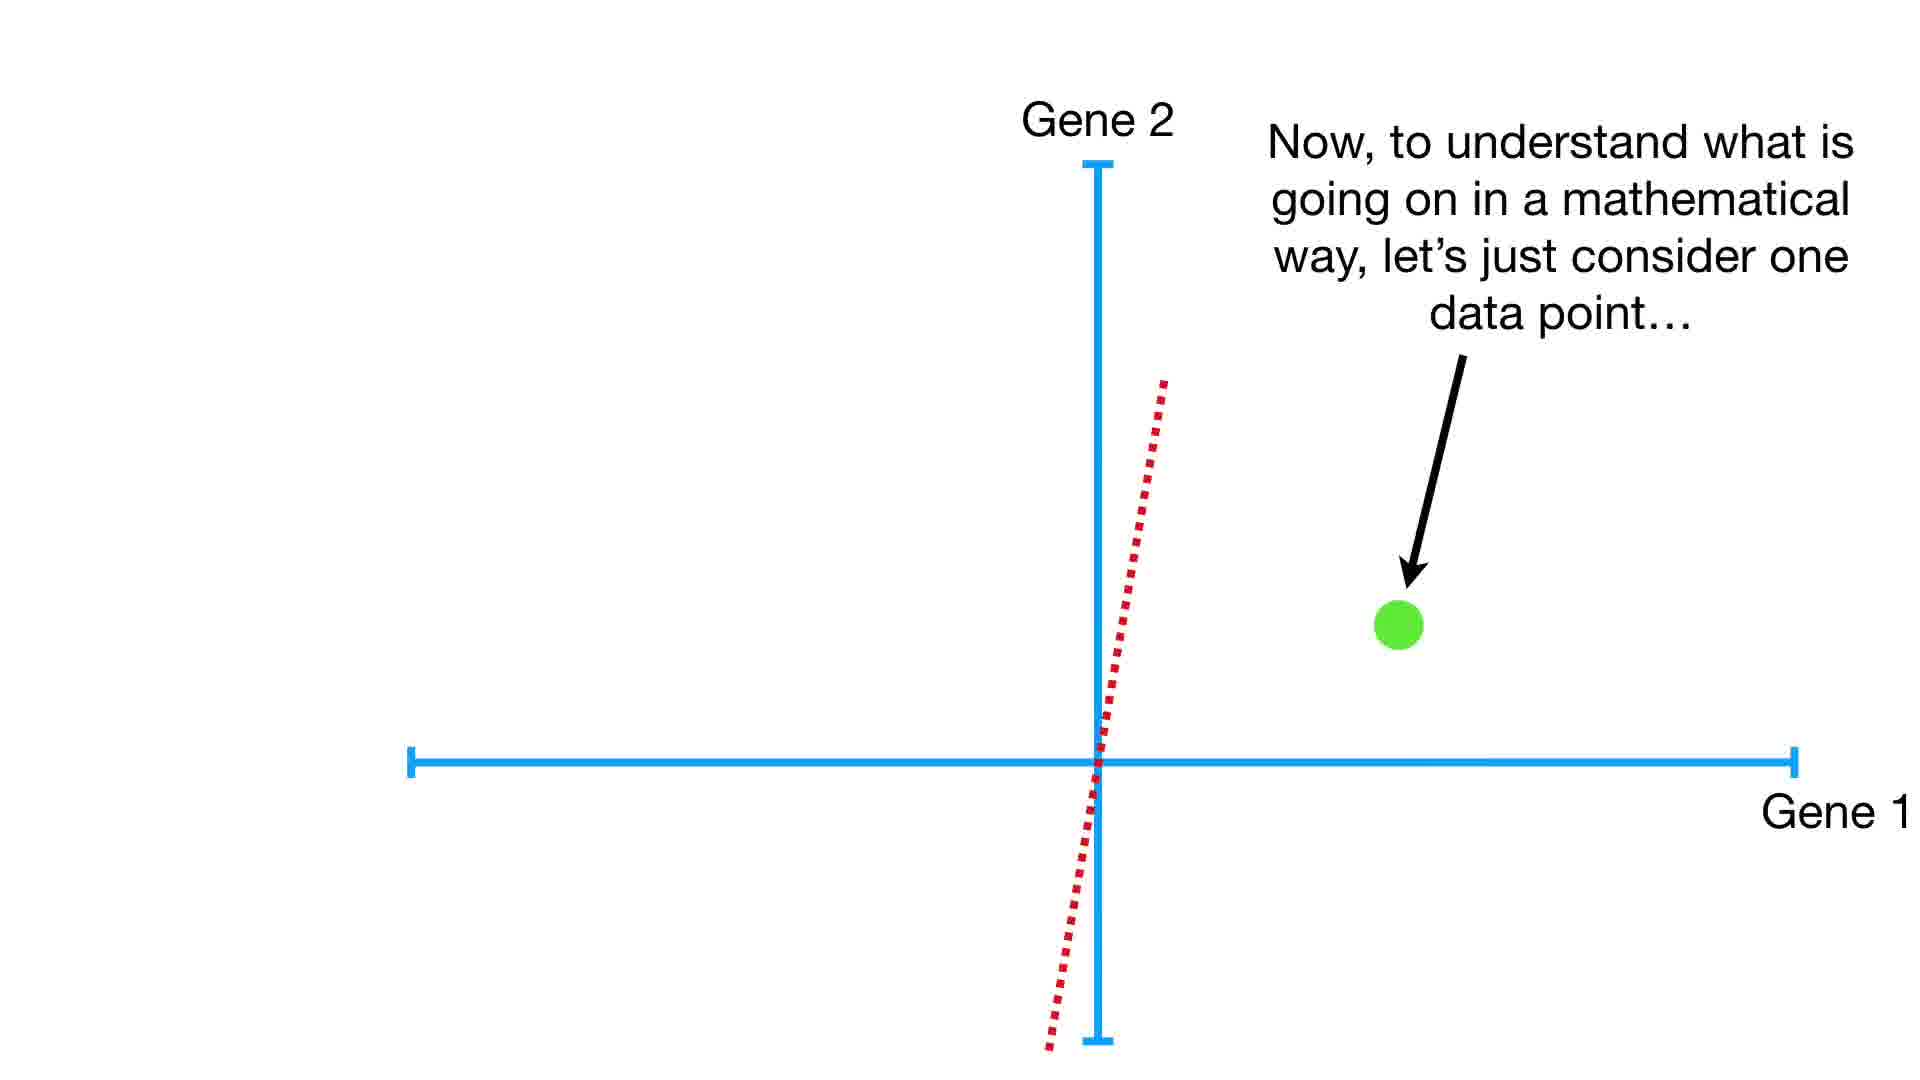 Gene 2
Now, to understand what is
going on in a mathematical
way, let’s just consider one
data point…
Gene 1